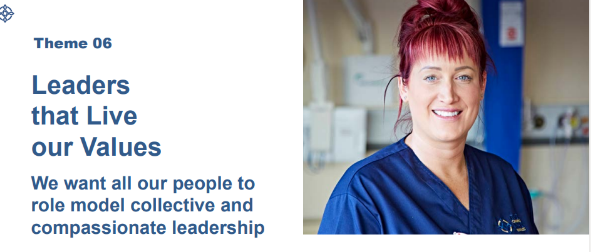 Theme 06
Leaders
that Live
our Values
We want all our people to
role model collective and
compassionate leadership